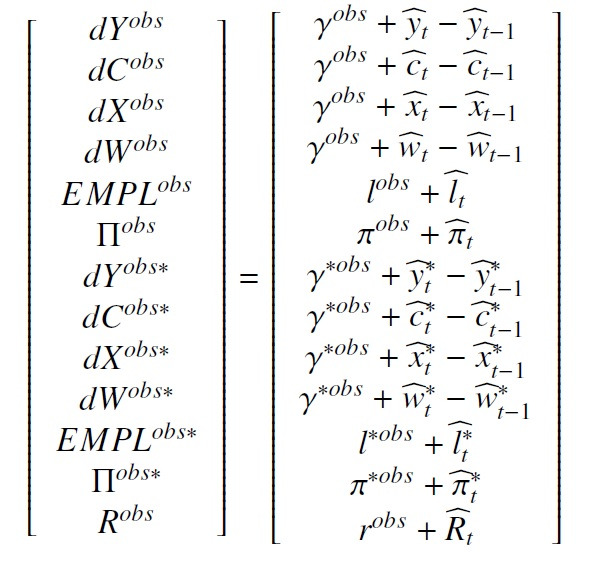 dY^{obs} γ^{obs} + ŷ_t − ŷ_{t−1}
dC^{obs} γ^{obs} + ĉ_t − ĉ_{t−1}
dX^{obs} γ^{obs} + x̂_t − x̂_{t−1}
dW^{obs} γ^{obs} + ŵ_t − ŵ_{t−1}
EMPL^{obs} l^{obs} + l̂_t
Π^{obs} π^{obs} + π̂_t
dY^{obs∗} = γ^{∗obs} + ŷ^∗_t − ŷ^∗_{t−1}
dC^{obs∗} γ^{∗obs} + ĉ^∗_t − ĉ^∗_{t−1}
dX^{obs∗} γ^{∗obs} + x̂^∗_t − x̂^∗_{t−1}
dW^{obs∗} γ^{∗obs} + ŵ^∗_t − ŵ^∗_{t−1}
EMPL^{obs∗} l^{∗obs} + l̂^∗_t
Π^{obs∗} π^{∗obs} + π̂^∗_t
R^{obs} r^{obs} + R̂_t